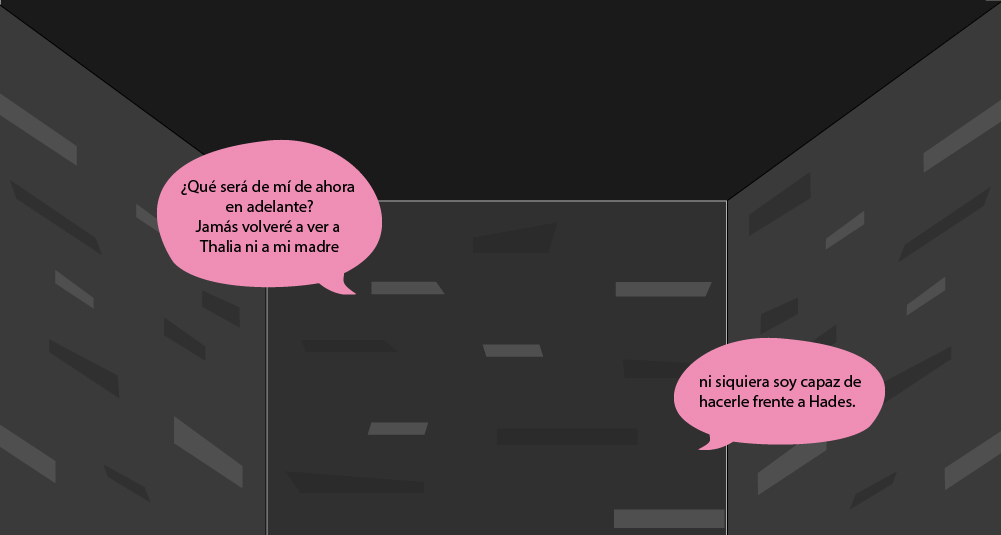 ¿Qué será de mí de ahora
en adelante?
Jamás volveré a ver a
Thalia ni a mi madre
ni siquiera soy capaz de
hacerle frente a Hades.